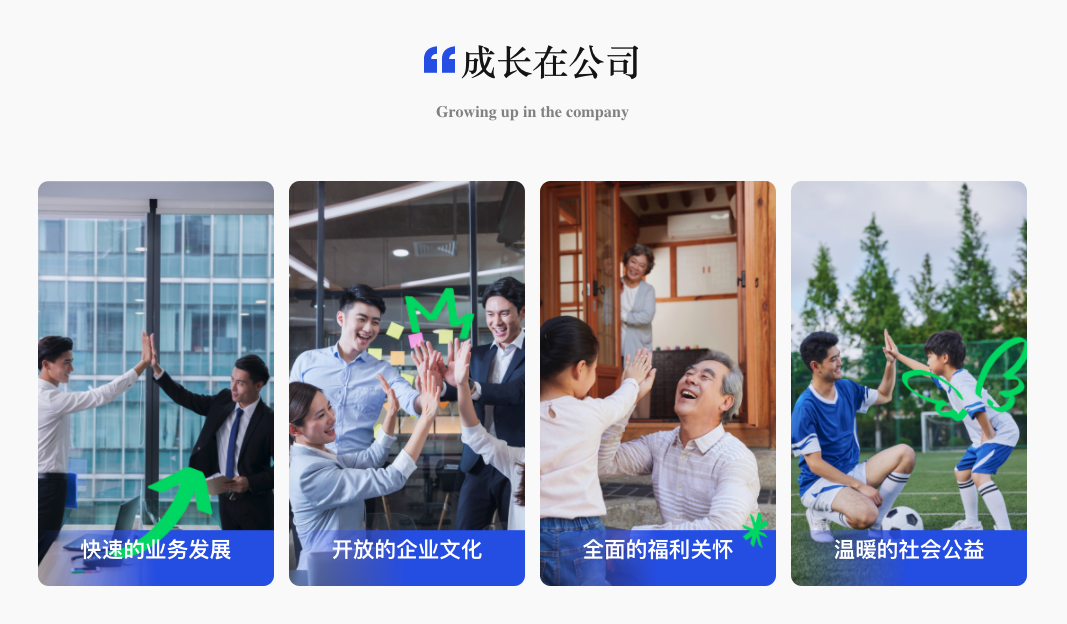 成长在公司
Growing up in the company
快速的业务发展
开放的企业文化
全面的福利关怀
温暖的社会公益